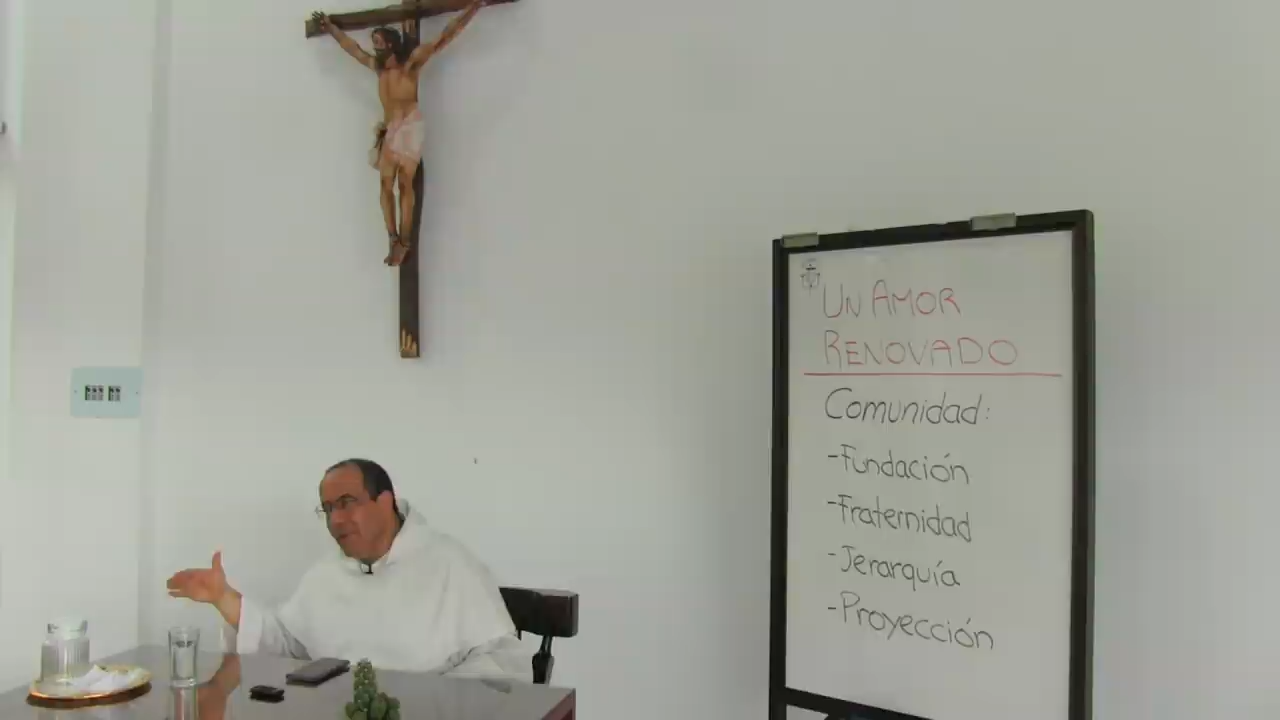 UN AMOR
RENOVADO
Comunidad:
-Fundación
-Fraternidad
-Jerarquía
-Proyección